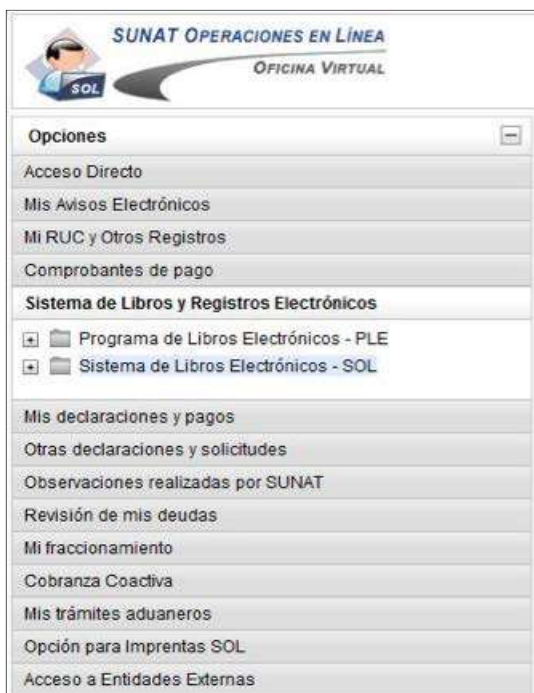 SUNAT OPERACIONES EN LÍNEA
OFICINA VIRTUAL
SOL
Opciones
Acceso Directo
Mis Avisos Electrónicos
Mi RUC y Otros Registros
Comprobantes de pago
Sistema de Libros y Registros Electrónicos
Programa de Libros Electrónicos - PLE
Sistema de Libros Electrónicos - SOL
Mis declaraciones y pagos
Otras declaraciones y solicitudes
Observaciones realizadas por SUNAT
Revisión de mis deudas
Mi fraccionamiento
Cobranza Coactiva
Mis trámites aduaneros
Opción para Imprentas SOL
Acceso a Entidades Externas